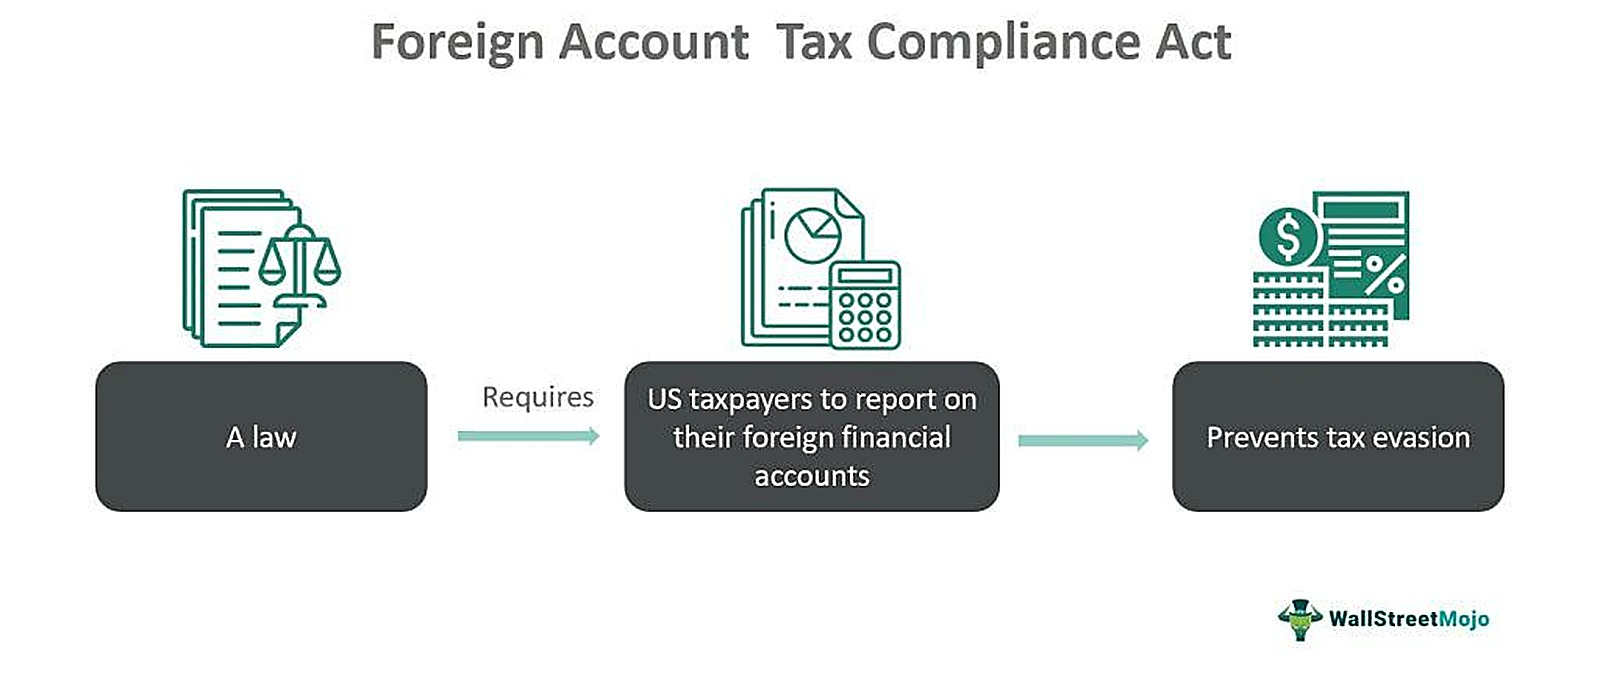 Foreign Account Tax Compliance Act
$
%
Requires
A law
US taxpayers to report on
their foreign financial
accounts
Prevents tax evasion
WallStreetMojo